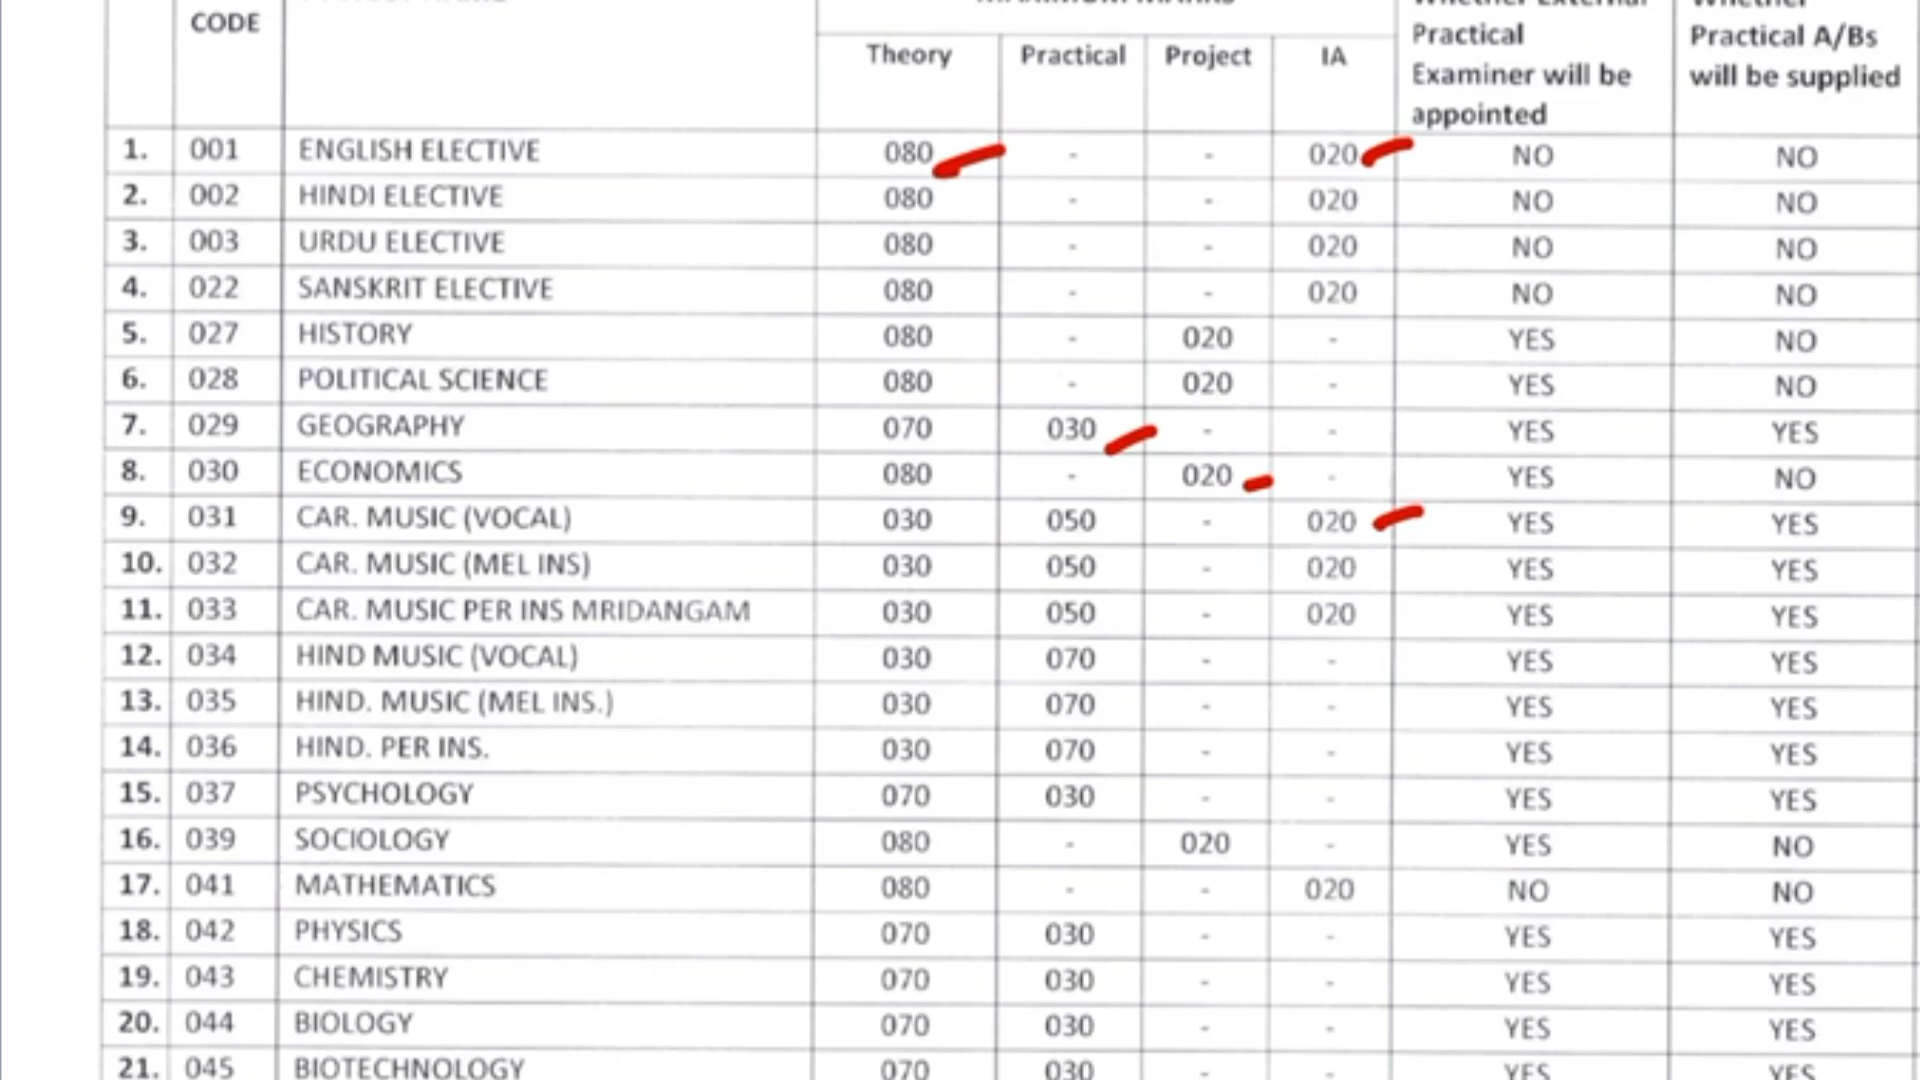 CODE
Theory Practical Project IA
Practical
Examiner will be
appointed
Practical A/Bs
will be supplied
1. 001 ENGLISH ELECTIVE 080 - - 020 NO NO
2. 002 HINDI ELECTIVE 080 - - 020 NO NO
3. 003 URDU ELECTIVE 080 - - 020 NO NO
4. 022 SANSKRIT ELECTIVE 080 - - 020 NO NO
5. 027 HISTORY 080 - 020 - YES NO
6. 028 POLITICAL SCIENCE 080 - 020 - YES NO
7. 029 GEOGRAPHY 070 030 - - YES YES
8. 030 ECONOMICS 080 - 020 - YES NO
9. 031 CAR. MUSIC (VOCAL) 030 050 - 020 YES YES
10. 032 CAR. MUSIC (MEL INS) 030 050 - 020 YES YES
11. 033 CAR. MUSIC PER INS MRIDANGAM 030 050 - 020 YES YES
12. 034 HIND MUSIC (VOCAL) 030 070 - - YES YES
13. 035 HIND. MUSIC (MEL INS.) 030 070 - - YES YES
14. 036 HIND. PER INS. 030 070 - - YES YES
15. 037 PSYCHOLOGY 070 030 - - YES YES
16. 039 SOCIOLOGY 080 - 020 - YES NO
17. 041 MATHEMATICS 080 - - 020 NO NO
18. 042 PHYSICS 070 030 - - YES YES
19. 043 CHEMISTRY 070 030 - - YES YES
20. 044 BIOLOGY 070 030 - - YES YES
21. 045 BIOTECHNOLOGY 070 030 - - YES YES